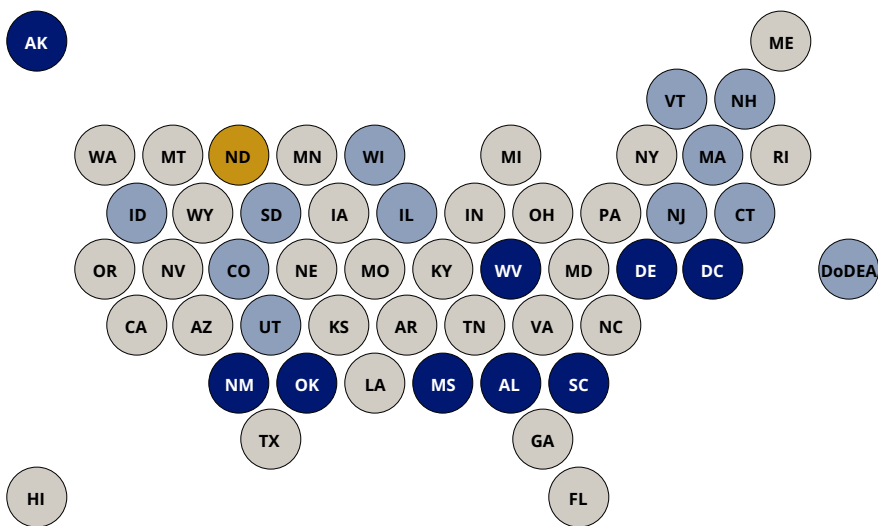 AK
ME
VT NH
WA MT ND MN WI MI NY MA RI
ID WY SD IA IL IN OH PA NJ CT
OR NV CO NE MO KY WV MD DE DC DoDEA
CA AZ UT KS AR TN VA NC
NM OK LA MS AL SC
TX GA
HI FL